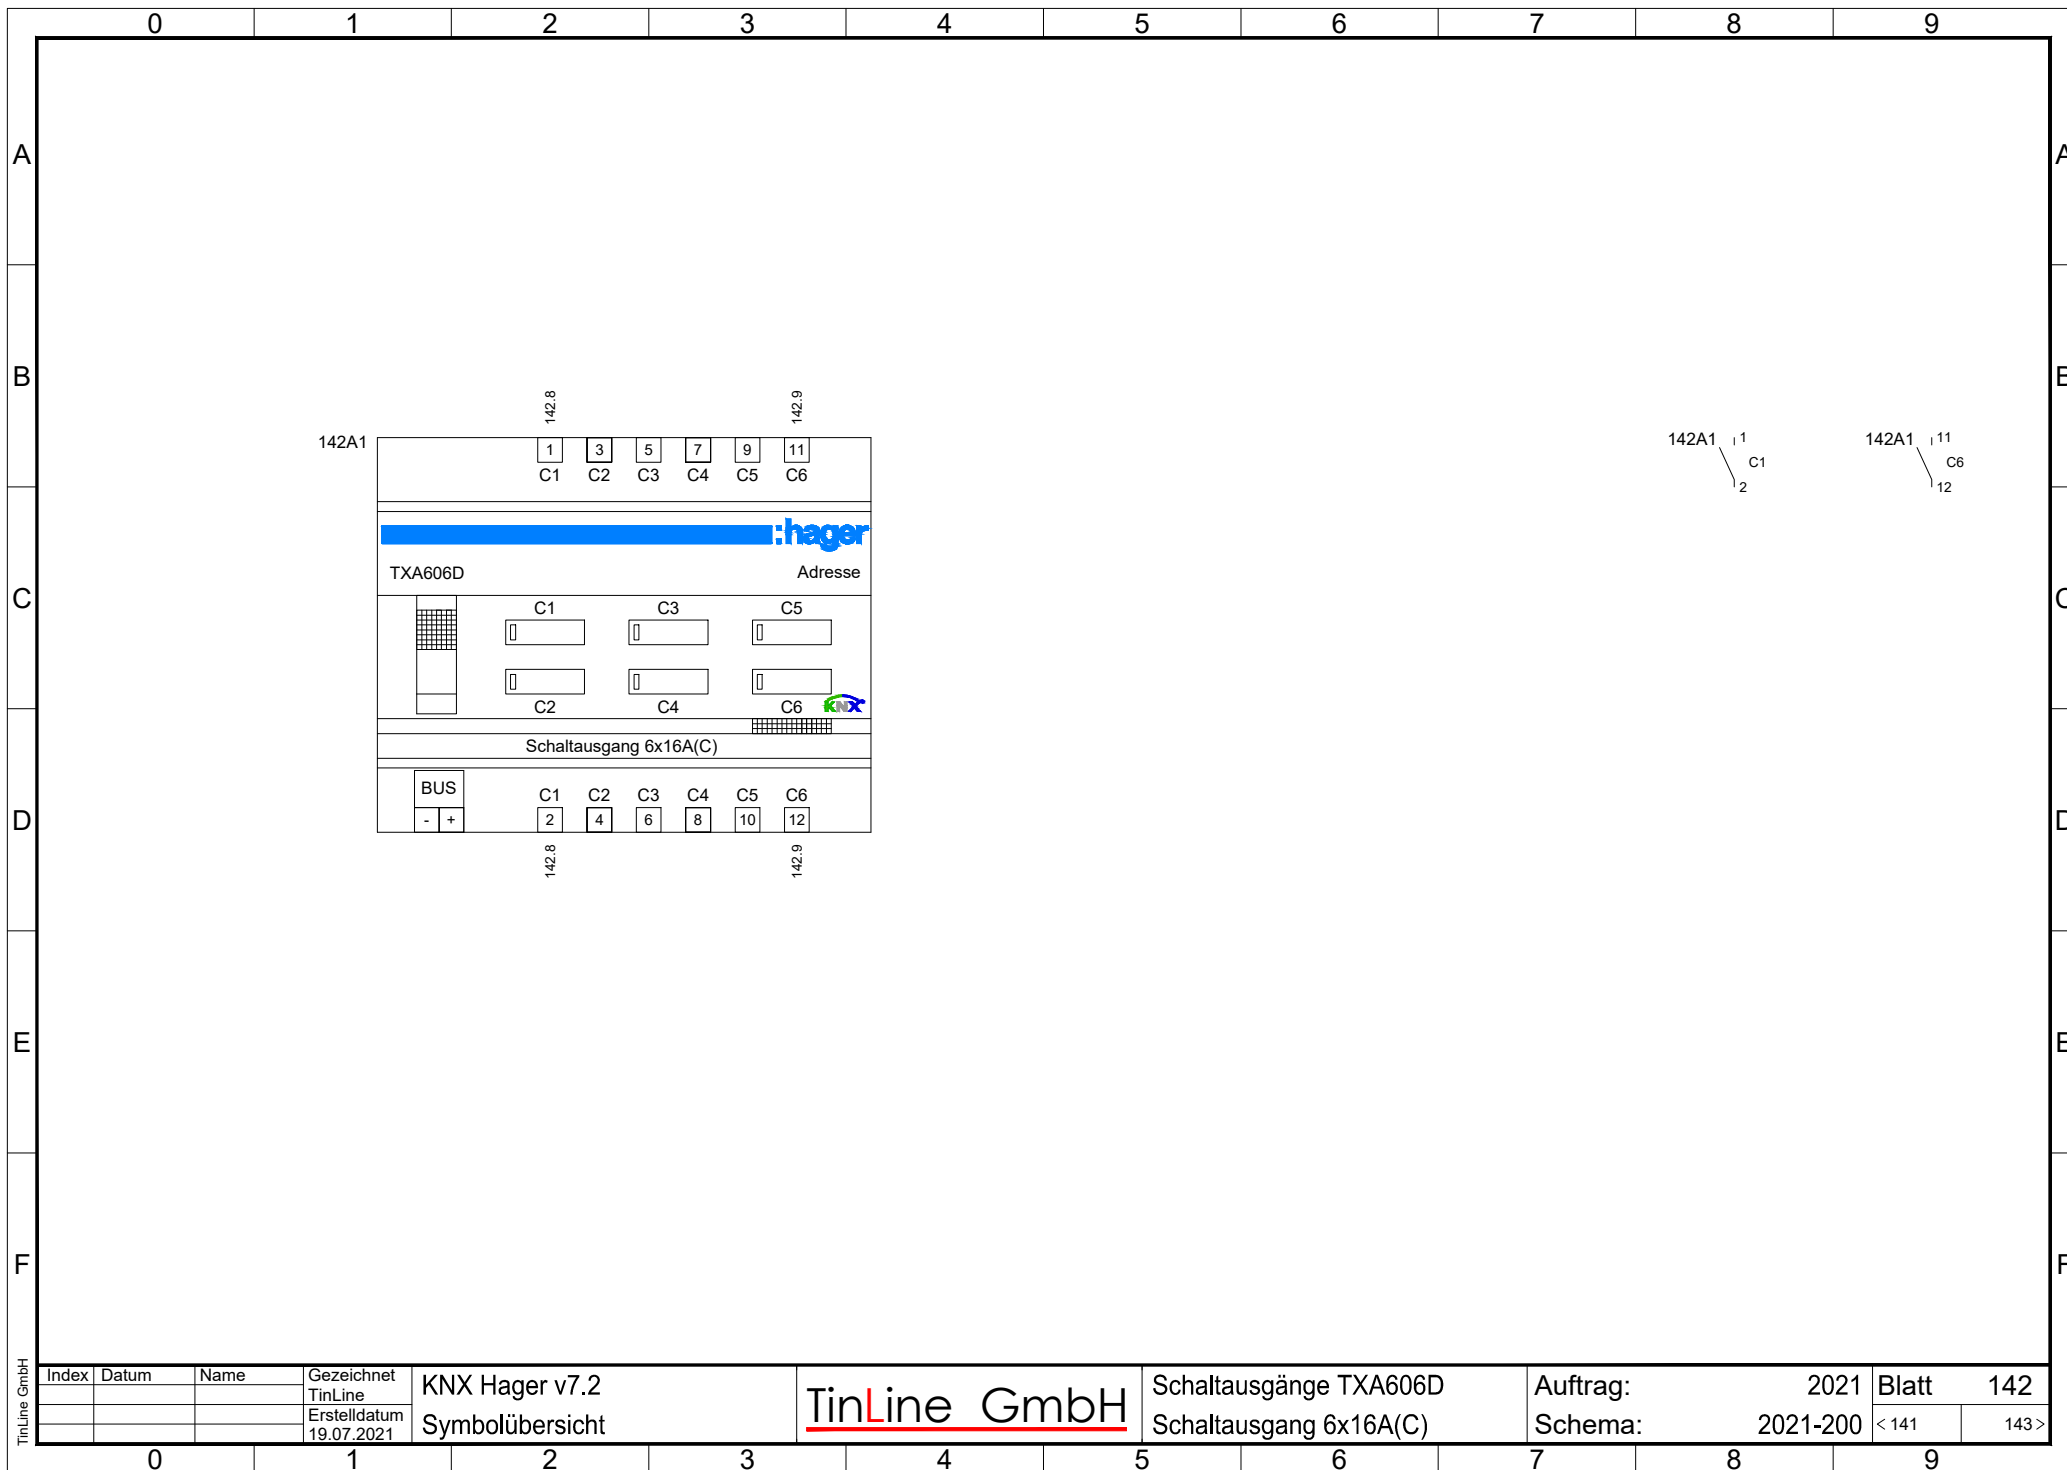 0 1 2 3 4 5 6 7 8 9
A A
B B
142.8 142.9
142A1 1 3 5 7 9 11
C1 C2 C3 C4 C5 C6
142A1 1 C1 2
142A1 11 C6 12
:hager
TXA606D Adresse
C C
C1 C3 C5
C2 C4 C6 KNX
Schaltausgang 6x16A(C)
BUS C1 C2 C3 C4 C5 C6
D - + 2 4 6 8 10 12 D
142.8 142.9
E E
F F
TinLine GmbH
Index Datum Name Gezeichnet
TinLine
Erstelldatum
19.07.2021
KNX Hager v7.2
Symbolübersicht
TinLine GmbH
Schaltausgänge TXA606D
Schaltausgang 6x16A(C)
Auftrag: 2021
Schema: 2021-200
Blatt 142
< 141 143 >
0 1 2 3 4 5 6 7 8 9